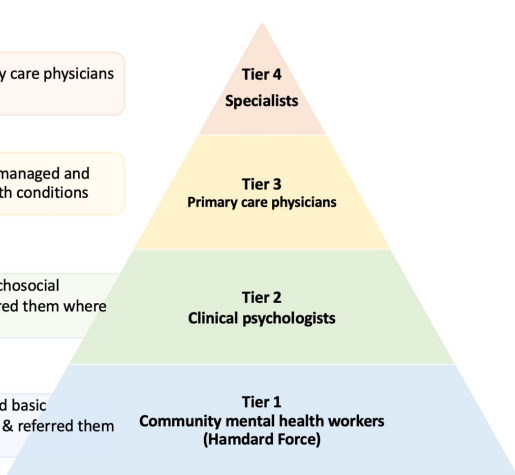 y care physicians
Tier 4
Specialists
managed and
th conditions
Tier 3
Primary care physicians
chosocial
red them where
Tier 2
Clinical psychologists
d basic
& referred them
Tier 1
Community mental health workers
(Hamdard Force)